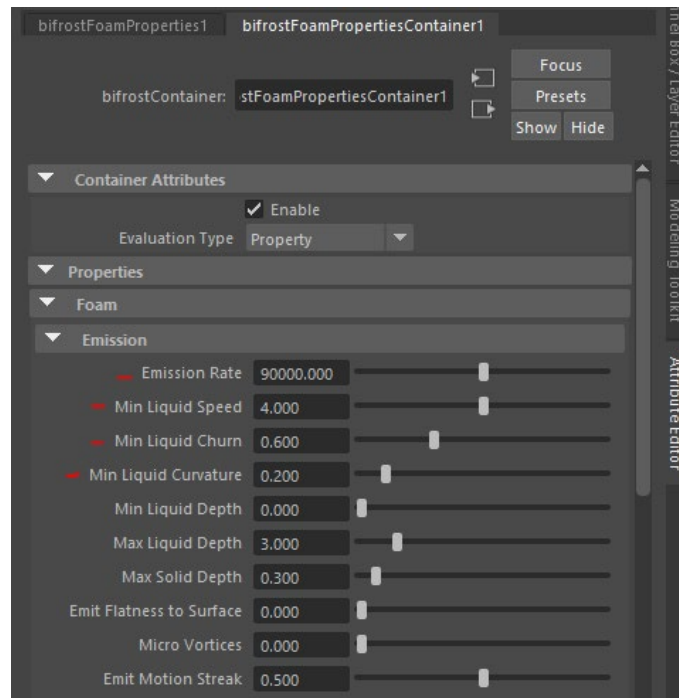 bifrostFoamProperties1 bifrostFoamPropertiesContainer1
bifrostContainer: stFoamPropertiesContainer1
Focus
Presets
Show Hide
Container Attributes
Enable
Evaluation Type Property
Properties
Foam
Emission
Emission Rate 90000.000
Min Liquid Speed 4.000
Min Liquid Churn 0.600
Min Liquid Curvature 0.200
Min Liquid Depth 0.000
Max Liquid Depth 3.000
Max Solid Depth 0.300
Emit Flatness to Surface 0.000
Micro Vortices 0.000
Emit Motion Streak 0.500
Box / Layer Editor
Modeling Toolkit
Attribute Editor